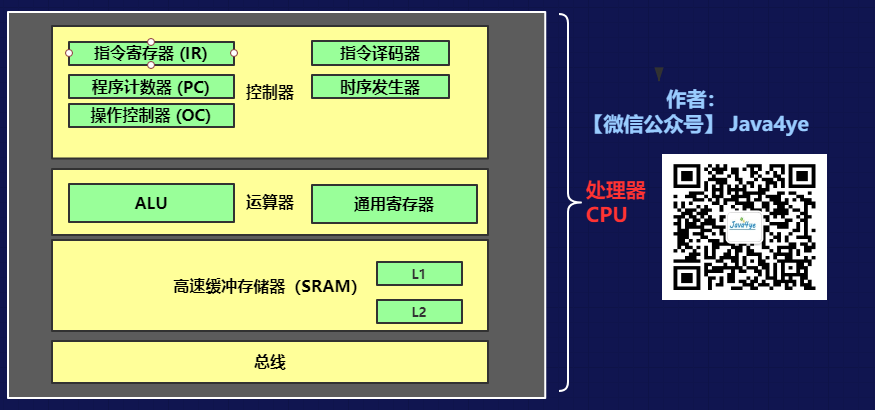 指令寄存器 (IR)
指令译码器
程序计数器 (PC)
控制器
时序发生器
操作控制器 (OC)
ALU
运算器
通用寄存器
高速缓冲存储器（SRAM）
L1
L2
总线
处理器
CPU
作者：
【微信公众号】 Java4ye
Java4ye